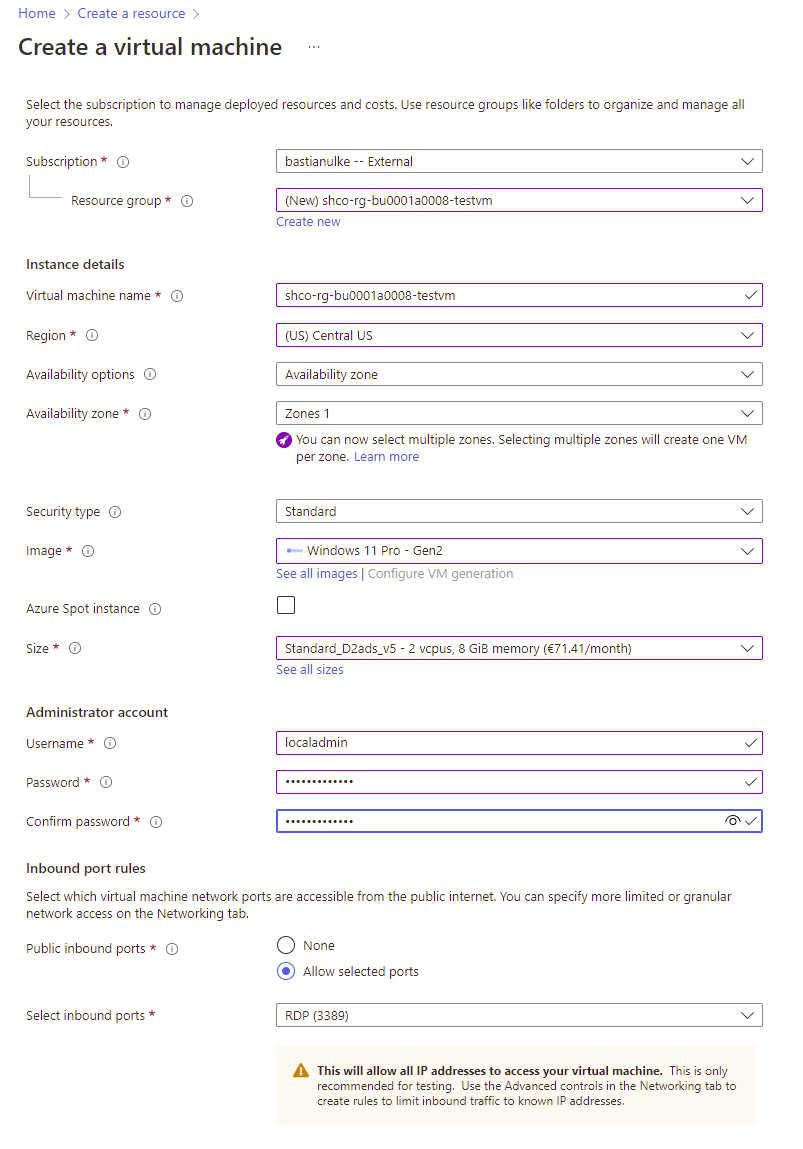 Home > Create a resource >
Create a virtual machine ...
Select the subscription to manage deployed resources and costs. Use resource groups like folders to organize and manage all
your resources.
Subscription *
bastianulke -- External
Resource group *
(New) shco-rg-bu0001a0008-testvm
Create new
Instance details
Virtual machine name *
shco-rg-bu0001a0008-testvm
Region *
(US) Central US
Availability options
Availability zone
Availability zone *
Zones 1
You can now select multiple zones. Selecting multiple zones will create one VM
per zone. Learn more
Security type
Standard
Image *
Windows 11 Pro - Gen2
See all images | Configure VM generation
Azure Spot instance
Size *
Standard_D2ads_v5 - 2 vcpus, 8 GiB memory (€71.41/month)
See all sizes
Administrator account
Username *
localadmin
Password *
•••••••••••••
Confirm password *
•••••••••••••
Inbound port rules
Select which virtual machine network ports are accessible from the public internet. You can specify more limited or granular
network access on the Networking tab.
Public inbound ports *
None
Allow selected ports
Select inbound ports *
RDP (3389)
This will allow all IP addresses to access your virtual machine. This is only
recommended for testing. Use the Advanced controls in the Networking tab to
create rules to limit inbound traffic to known IP addresses.